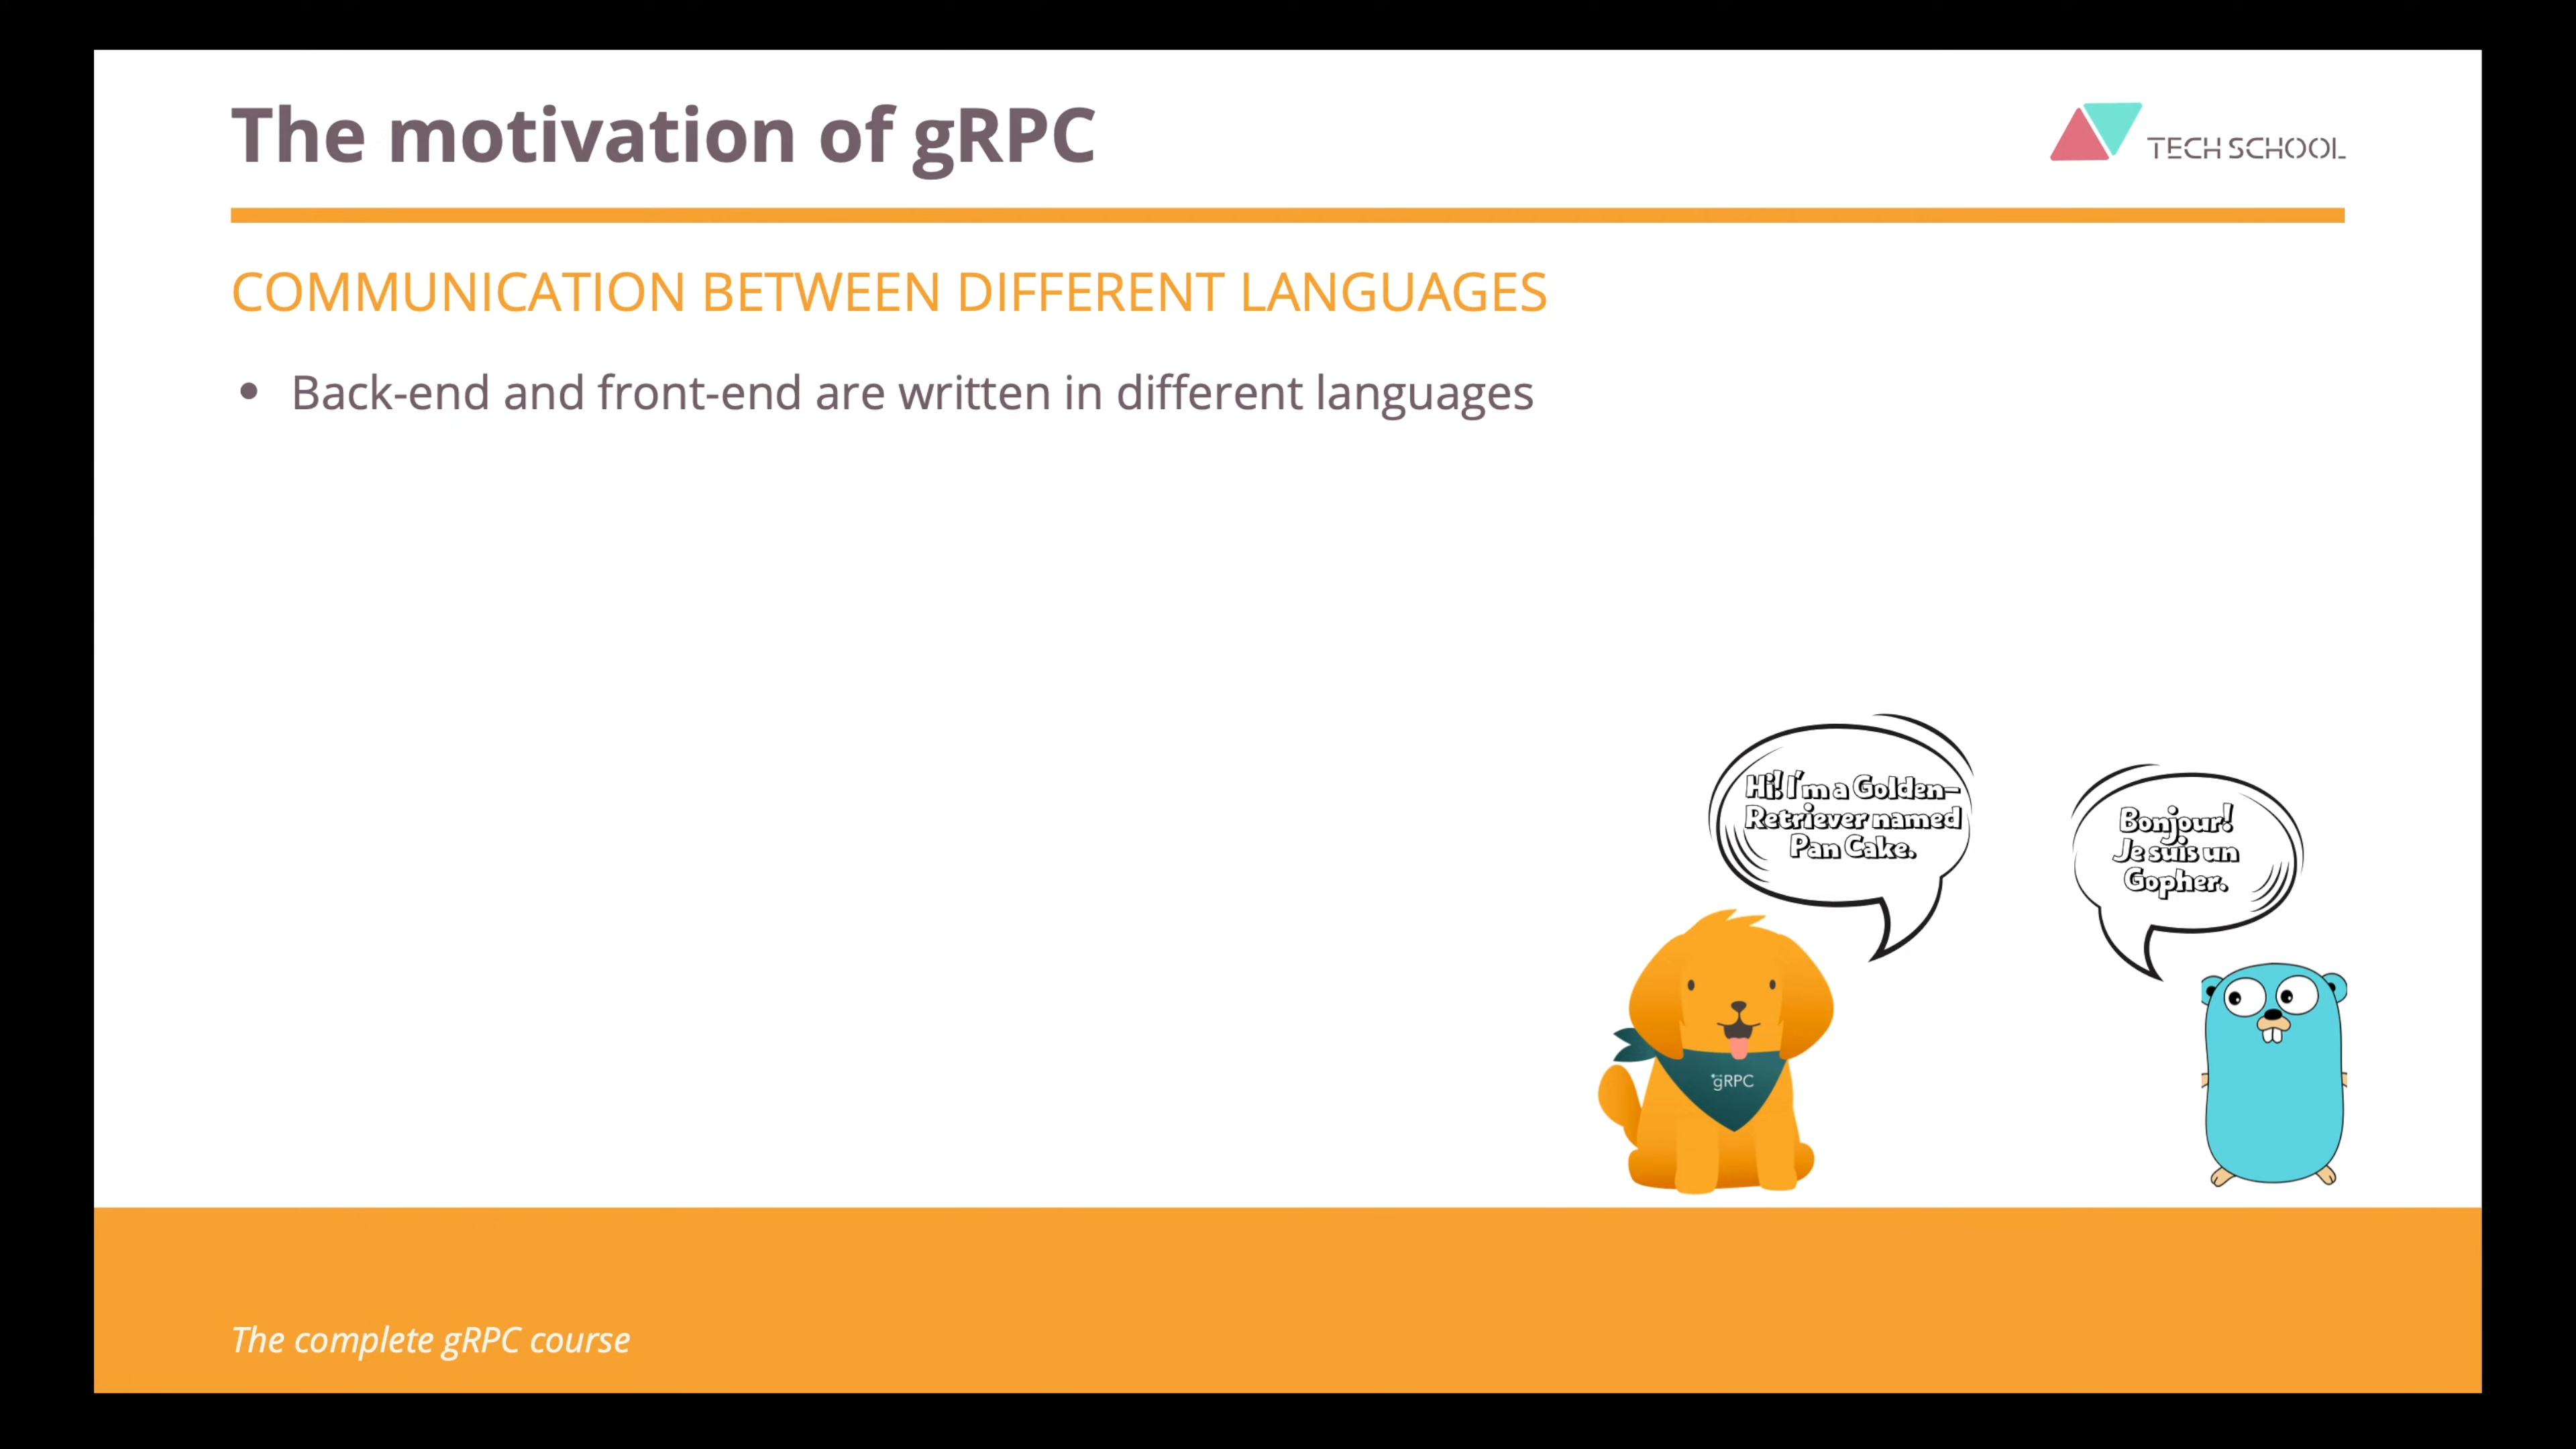 The motivation of gRPC
TECH SCHOOL
COMMUNICATION BETWEEN DIFFERENT LANGUAGES
• Back-end and front-end are written in different languages
Hi! I'm a Golden-
Retriever named
Pan Cake.
Bonjour!
Je suis un
Gopher.
gRPC
The complete gRPC course